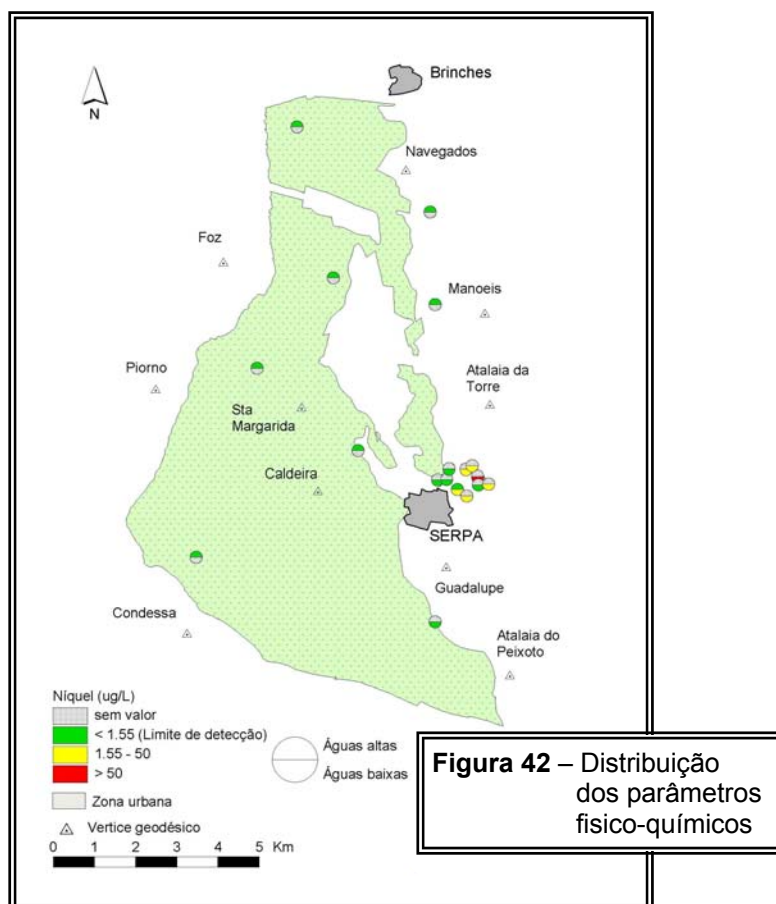 Brinches
N
Navegados
Foz
Manoeis
Piorno
Atalaia da
Torre
Sta
Margarida
Caldeira
SERPA
Guadalupe
Condessa
Atalaia do
Peixoto
Níquel (ug/L)
sem valor
< 1.55 (Limite de detecção)
1.55 - 50
> 50
Zona urbana
Vertice geodésico
Águas altas
Águas baixas
0 1 2 3 4 5 Km
Figura 42 – Distribuição
dos parâmetros
fisico-químicos